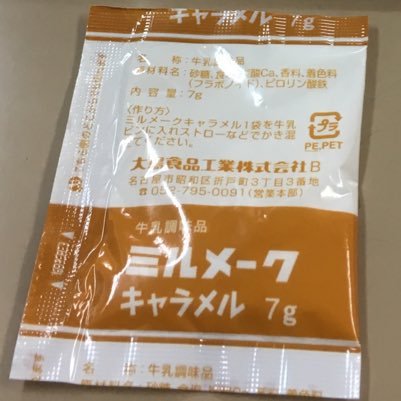 名 称:牛乳調味品
原材料名:砂糖、食塩、乳酸Ca、香料、着色料
(フラボノイド)、ピロリン酸鉄
内 容 量:7g
〈作り方〉
ミルメークキャラメル1袋を牛乳
ビンに入れストローなどでかき混
ぜてください。
プラ
PE,PET
大島食品工業株式会社B
名古屋市昭和区折戸町3丁目3番地
☎052-795-0091(営業本部)
牛乳調味品
ミルメーク
キャラメル 7g
名 称:牛乳調味品